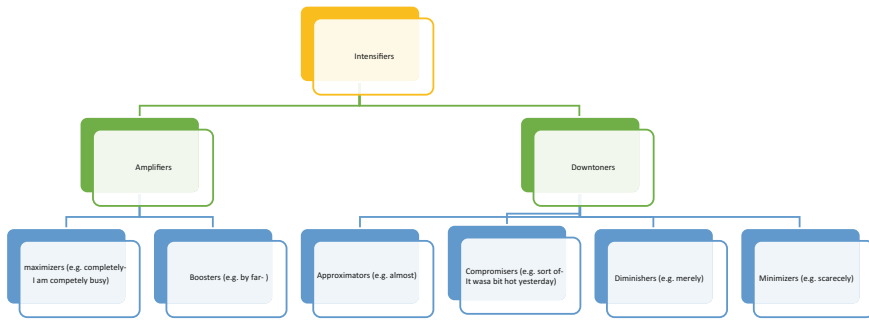 Intensifiers
Amplifiers
Downtoners
maximizers (e.g. completely-
I am competely busy)
Boosters (e.g. by far- )
Approximators (e.g. almost)
Compromisers (e.g. sort of-
It wasa bit hot yesterday)
Diminishers (e.g. merely)
Minimizers (e.g. scarecely)